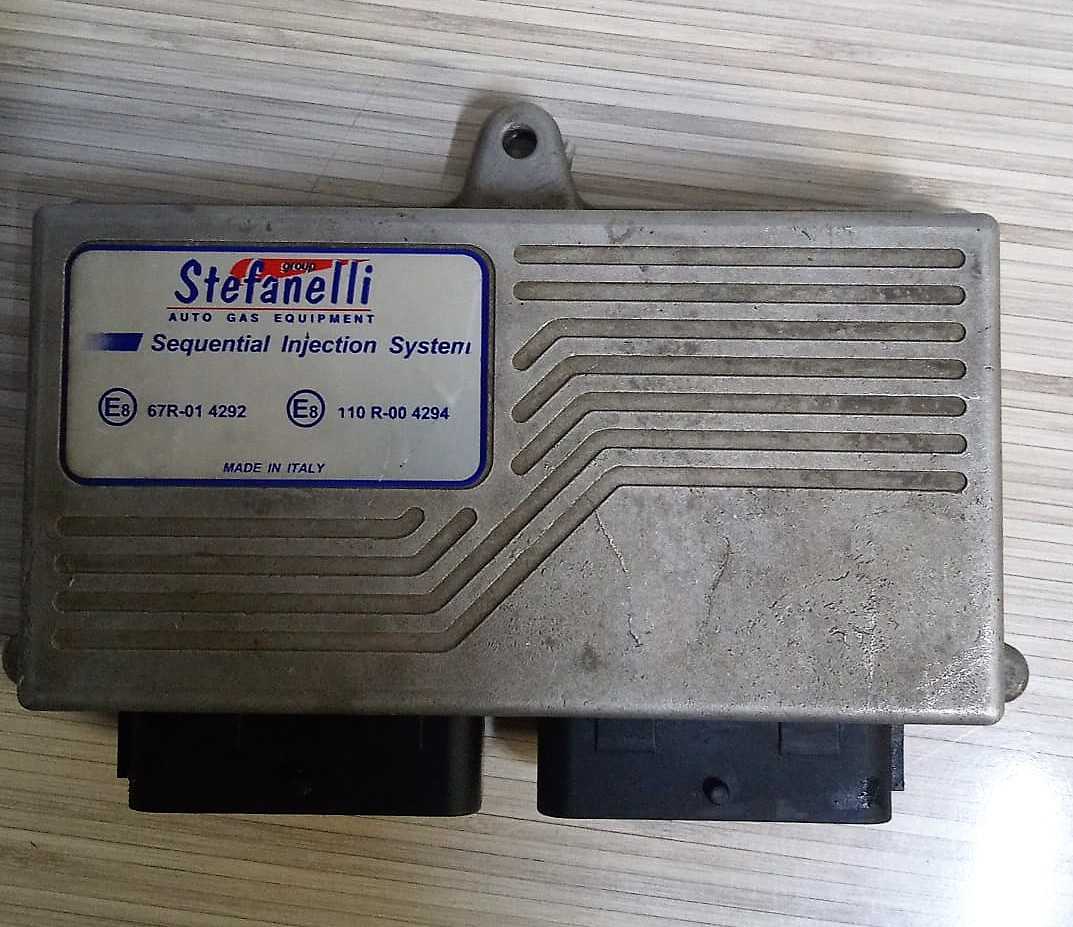 group
Stefanelli
AUTO GAS EQUIPMENT
Sequential Injection System
E8 67R-01 4292 E8 110 R-00 4294
MADE IN ITALY